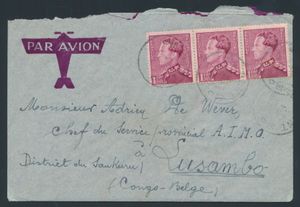 PAR AVION
Monsieur Adrien De Wever
Chef du Service provincial A.I.M.O.
à
District du Sankuru) Lusambo
(Congo-Belge)